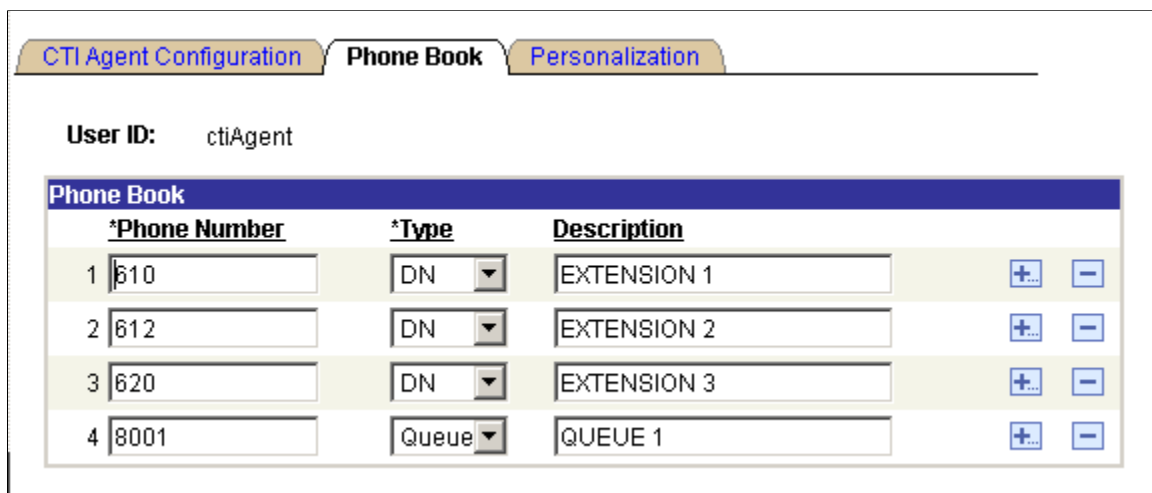 CTI Agent Configuration Phone Book Personalization
User ID: ctiAgent
Phone Book
*Phone Number *Type Description
1 610 DN EXTENSION 1
2 612 DN EXTENSION 2
3 620 DN EXTENSION 3
4 8001 Queue QUEUE 1